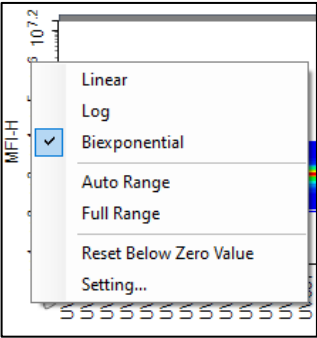 10^7.2
MFI-H
Linear
Log
Biexponential
Auto Range
Full Range
Reset Below Zero Value
Setting...